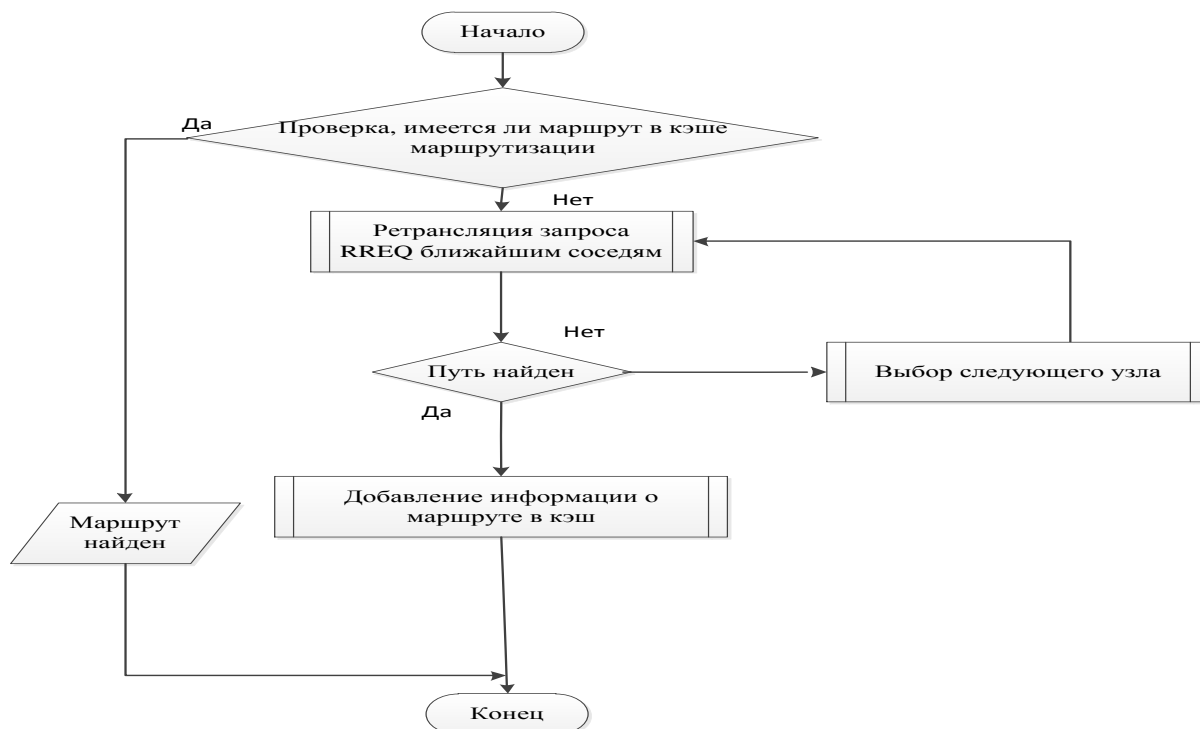 Начало
Да
Проверка, имеется ли маршрут в кэше
маршрутизации
Нет
Ретрансляция запроса
RREQ ближайшим соседям
Нет
Путь найден
Выбор следующего узла
Да
Добавление информации о
маршруте в кэш
Маршрут
найден
Конец